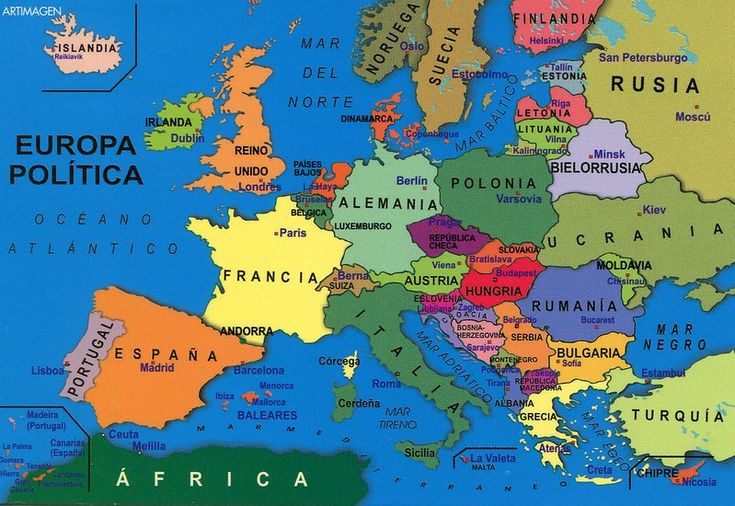 ARTIMAGEN
ISLANDIA
Reikiavik
EUROPA
POLÍTICA
OCÉANO
ATLÁNTICO
MAR
DEL
NORTE
NORUEGA
Oslo
SUECIA
Estocolmo
FINLANDIA
Helsinki
Tallín
ESTONIA
San Petersburgo
RUSIA
Moscú
MAR BÁLTICO
Riga
LETONIA
LITUANIA
Vilna
Kaliningrado
Minsk
BIELORRUSIA
IRLANDA
Dublín
REINO
UNIDO
Londres
DINAMARCA
Copenhague
PAÍSES
BAJOS
La Haya
Bruselas
BÉLGICA
LUXEMBURGO
Berlín
ALEMANIA
POLONIA
Varsovia
Kiev
UCRANIA
Praga
REPÚBLICA
CHECA
SLOVAKIA
Bratislava
Viena
AUSTRIA
Budapest
HUNGRIA
MOLDAVIA
Chisinau
Paris
FRANCIA
Berna
SUIZA
ESLOVENIA
Liubliana
Zagreb
CROACIA
BOSNIA-
HERZEGOVINA
Sarajevo
Belgrado
SERBIA
RUMANÍA
Bucarest
MAR
NEGRO
MONTENEGRO
Podgorica
BULGARIA
Sofía
Skopie
REPÚBLICA
MACEDONIA
Tirana
ALBANIA
Estambul
TURQUÍA
ANDORRA
PORTUGAL
Lisboa
ESPAÑA
Madrid
Barcelona
Menorca
Ibiza
Mallorca
BALEARES
Córcega
Cerdeña
ITALIA
Roma
MAR ADRIÁTICO
MAR
TIRENO
Sicilia
GRECIA
Atenas
MAR EGEO
Creta
CHIPRE
Nicosia
La Valeta
MALTA
MAR MEDITERRÁNEO
Madeira
(Portugal)
Canarias
(España)
La Palma
Gomera
Hierro
Tenerife
Gran
Canaria
Lanzarote
Fuerteventura
Ceuta
Melilla
ÁFRICA